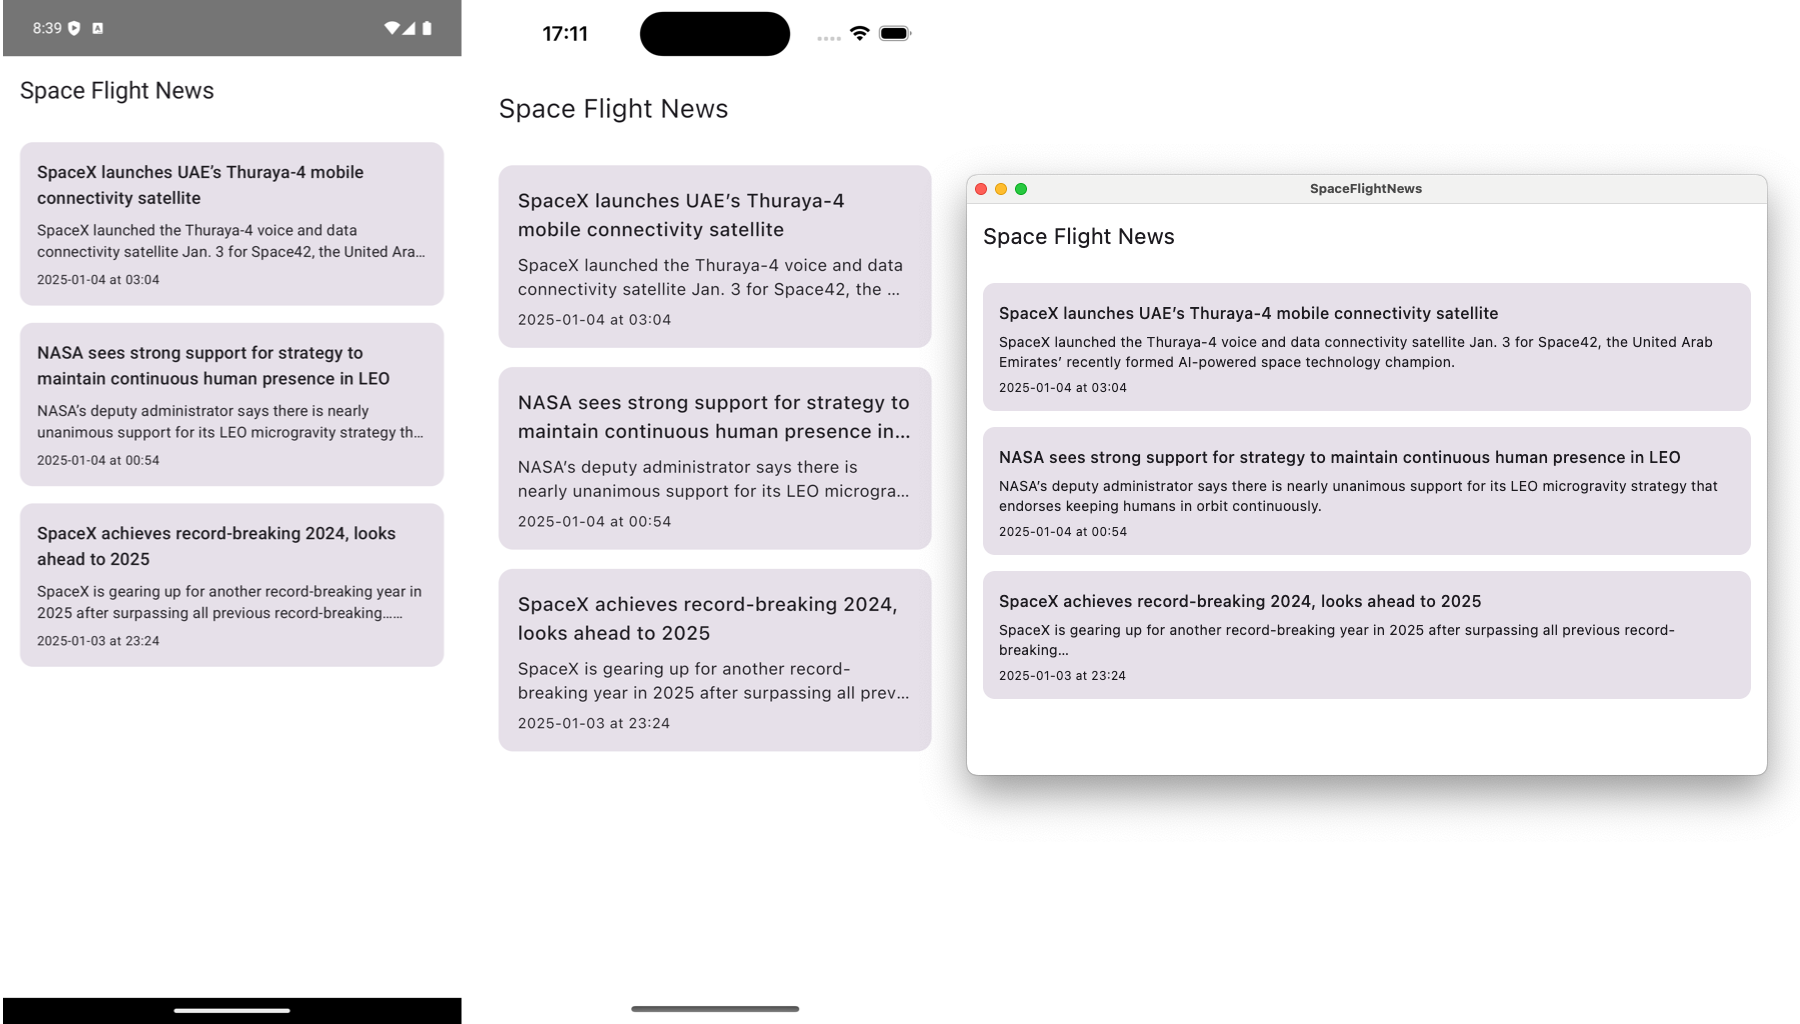 8:39
Space Flight News
SpaceX launches UAE’s Thuraya-4 mobile
connectivity satellite
SpaceX launched the Thuraya-4 voice and data
connectivity satellite Jan. 3 for Space42, the United Ara…
2025-01-04 at 03:04
NASA sees strong support for strategy to
maintain continuous human presence in LEO
NASA’s deputy administrator says there is nearly
unanimous support for its LEO microgravity strategy th…
2025-01-04 at 00:54
SpaceX achieves record-breaking 2024, looks
ahead to 2025
SpaceX is gearing up for another record-breaking year in
2025 after surpassing all previous record-breaking……
2025-01-03 at 23:24
17:11
Space Flight News
SpaceX launches UAE’s Thuraya-4
mobile connectivity satellite
SpaceX launched the Thuraya-4 voice and data
connectivity satellite Jan. 3 for Space42, the ...
2025-01-04 at 03:04
NASA sees strong support for strategy to
maintain continuous human presence in...
NASA’s deputy administrator says there is
nearly unanimous support for its LEO microgra...
2025-01-04 at 00:54
SpaceX achieves record-breaking 2024,
looks ahead to 2025
SpaceX is gearing up for another record-
breaking year in 2025 after surpassing all prev...
2025-01-03 at 23:24
SpaceFlightNews
Space Flight News
SpaceX launches UAE’s Thuraya-4 mobile connectivity satellite
SpaceX launched the Thuraya-4 voice and data connectivity satellite Jan. 3 for Space42, the United Arab
Emirates’ recently formed AI-powered space technology champion.
2025-01-04 at 03:04
NASA sees strong support for strategy to maintain continuous human presence in LEO
NASA’s deputy administrator says there is nearly unanimous support for its LEO microgravity strategy that
endorses keeping humans in orbit continuously.
2025-01-04 at 00:54
SpaceX achieves record-breaking 2024, looks ahead to 2025
SpaceX is gearing up for another record-breaking year in 2025 after surpassing all previous record-
breaking…
2025-01-03 at 23:24